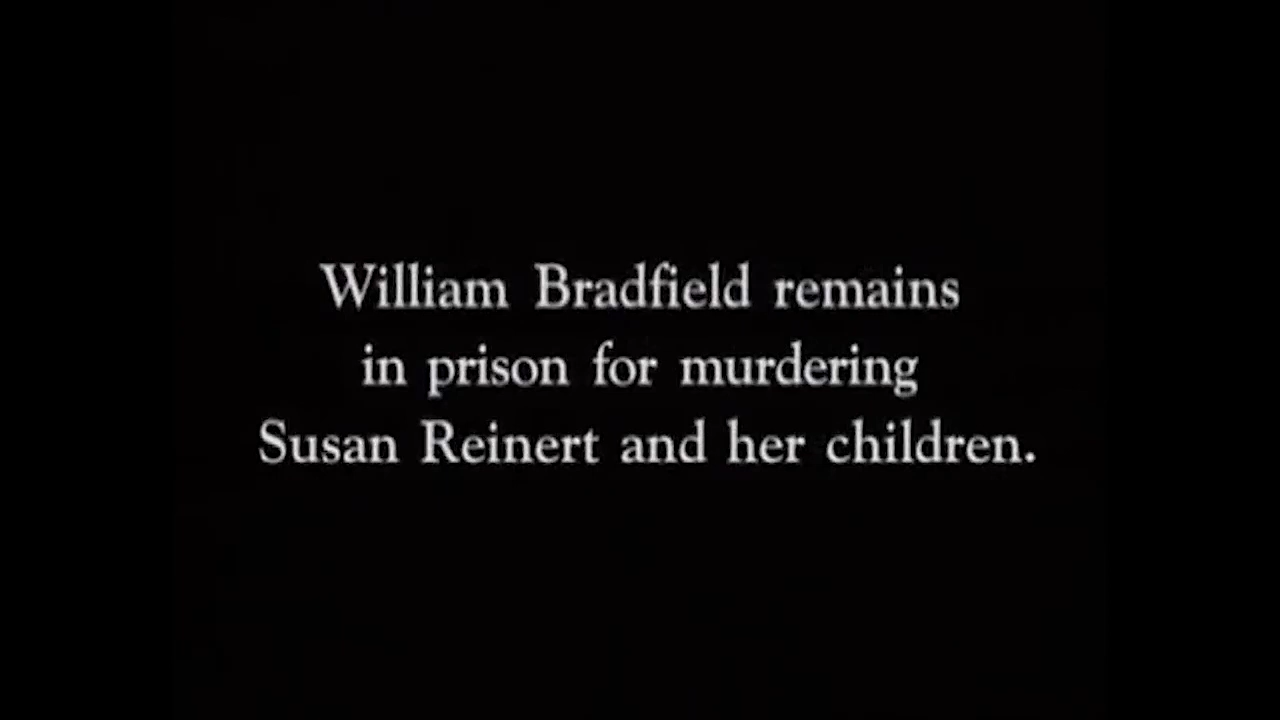 William Bradfield remains
in prison for murdering
Susan Reinert and her children.